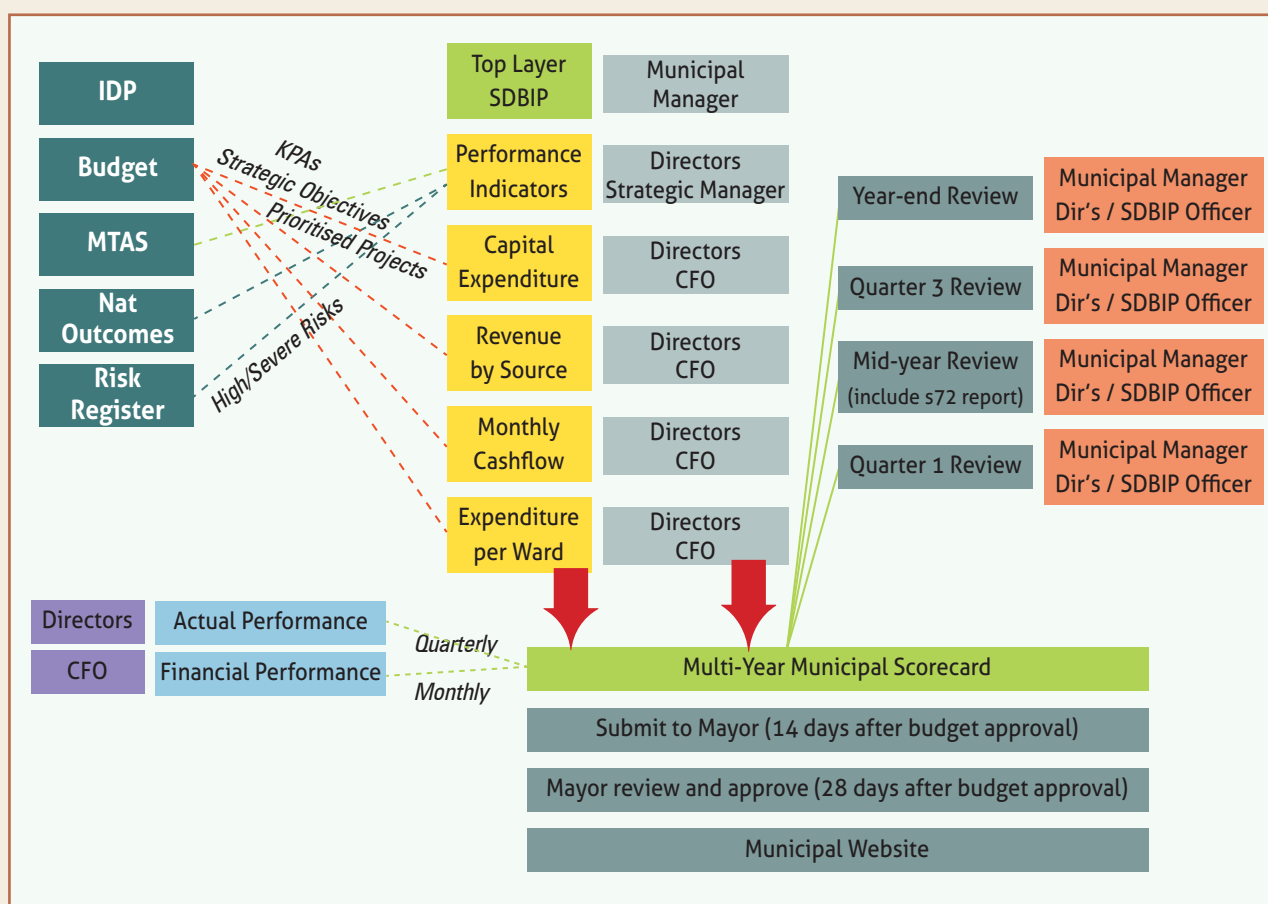 IDP
Budget
MTAS
Nat
Outcomes
Risk
Register
KPAs
Strategic Objectives
Prioritised Projects
High/Severe Risks
Top Layer
SDBIP
Municipal
Manager
Performance
Indicators
Directors
Strategic Manager
Capital
Expenditure
Directors
CFO
Revenue
by Source
Directors
CFO
Monthly
Cashflow
Directors
CFO
Expenditure
per Ward
Directors
CFO
Year-end Review
Municipal Manager
Dir's / SDBIP Officer
Quarter 3 Review
Municipal Manager
Dir's / SDBIP Officer
Mid-year Review
(include s72 report)
Municipal Manager
Dir's / SDBIP Officer
Quarter 1 Review
Municipal Manager
Dir's / SDBIP Officer
Directors
Actual Performance
Quarterly
CFO
Financial Performance
Monthly
Multi-Year Municipal Scorecard
Submit to Mayor (14 days after budget approval)
Mayor review and approve (28 days after budget approval)
Municipal Website